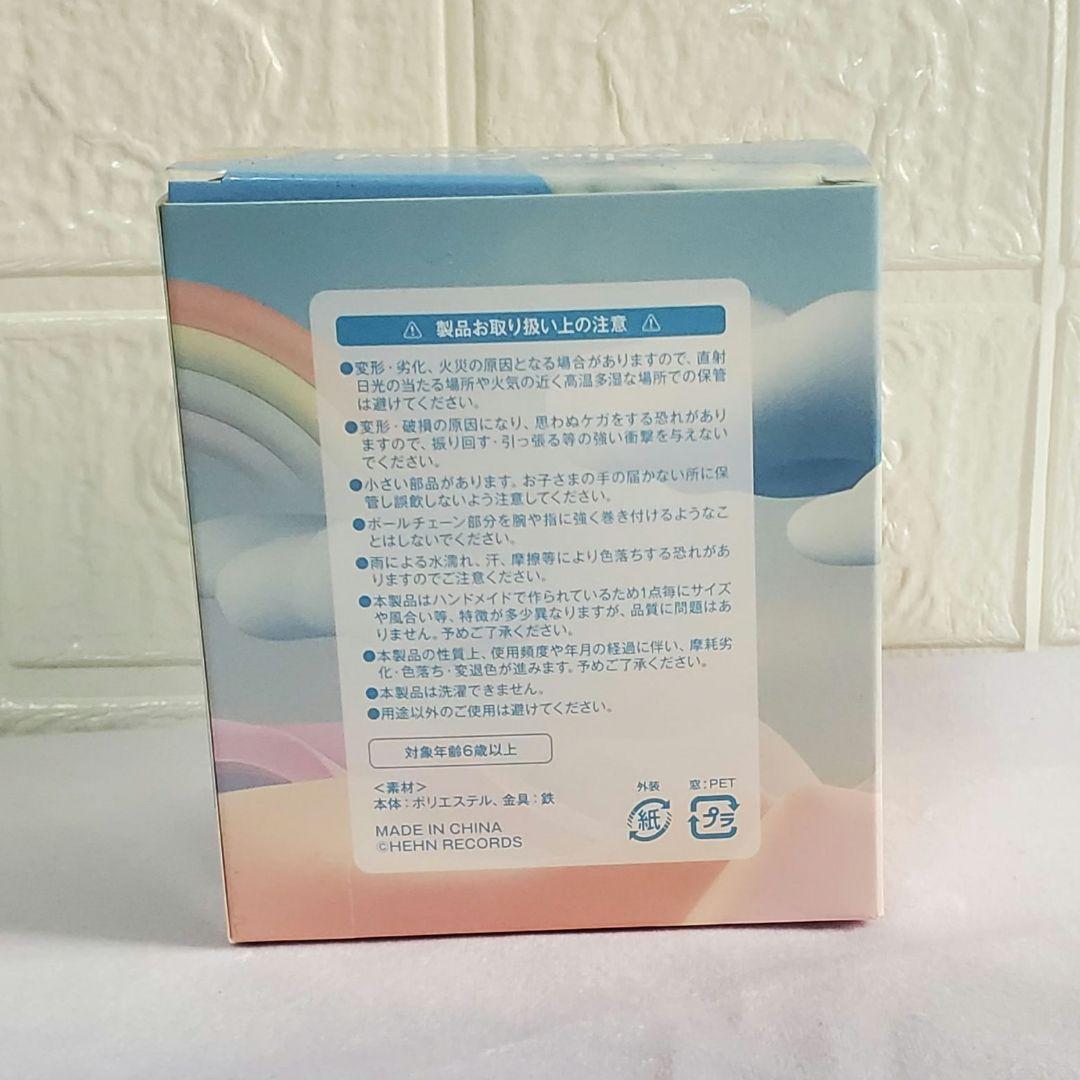 ⚠ 製品お取り扱い上の注意 ⚠
●変形・劣化、火災の原因となる場合がありますので、直射
日光の当たる場所や火気の近く高温多湿な場所での保管
は避けてください。
●変形・破損の原因になり、思わぬケガをする恐れがあり
ますので、振り回す・引っ張る等の強い衝撃を与えない
でください。
●小さい部品があります。お子さまの手の届かない所に保
管し誤飲しないよう注意してください。
●ボールチェーン部分を腕や指に強く巻き付けるようなこ
とはしないでください。
●雨による水濡れ、汗、摩擦等により色落ちする恐れがあ
りますのでご注意ください。
●本製品はハンドメイドで作られているため1点毎にサイズ
や風合い等、特徴が多少異なりますが、品質に問題はあ
りません。予めご了承ください。
●本製品の性質上、使用頻度や年月の経過に伴い、摩耗劣
化・色落ち・変退色が進みます。予めご了承ください。
●本製品は洗濯できません。
●用途以外のご使用は避けてください。
対象年齢6歳以上
<素材>
本体：ポリエステル、金具：鉄
MADE IN CHINA
©HEHN RECORDS
外装
紙
窓：PET
プラ